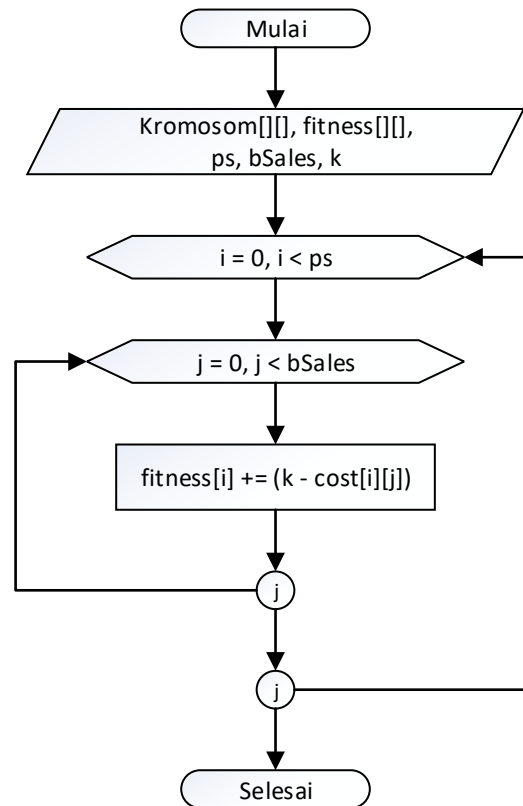 Mulai
Kromosom[][], fitness[][],
ps, bSales, k
i = 0, i < ps
j = 0, j < bSales
fitness[i] += (k - cost[i][j])
j
j
Selesai